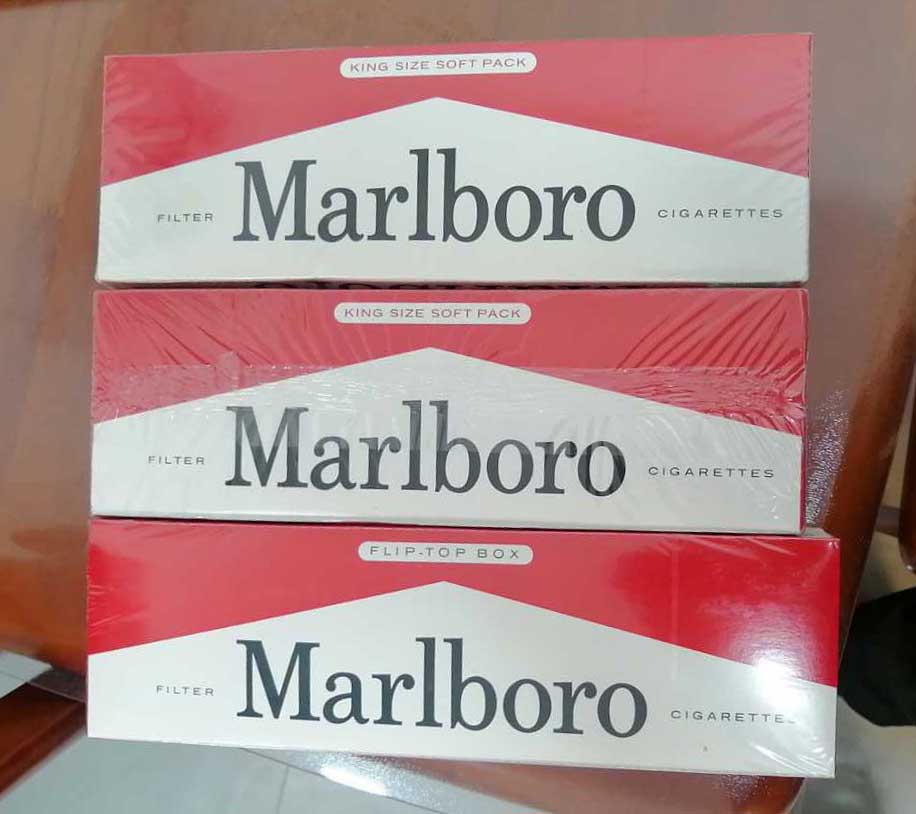 KING SIZE SOFT PACK
FILTER Marlboro CIGARETTES
KING SIZE SOFT PACK
FILTER Marlboro CIGARETTES
FLIP-TOP BOX
FILTER Marlboro CIGARETTES